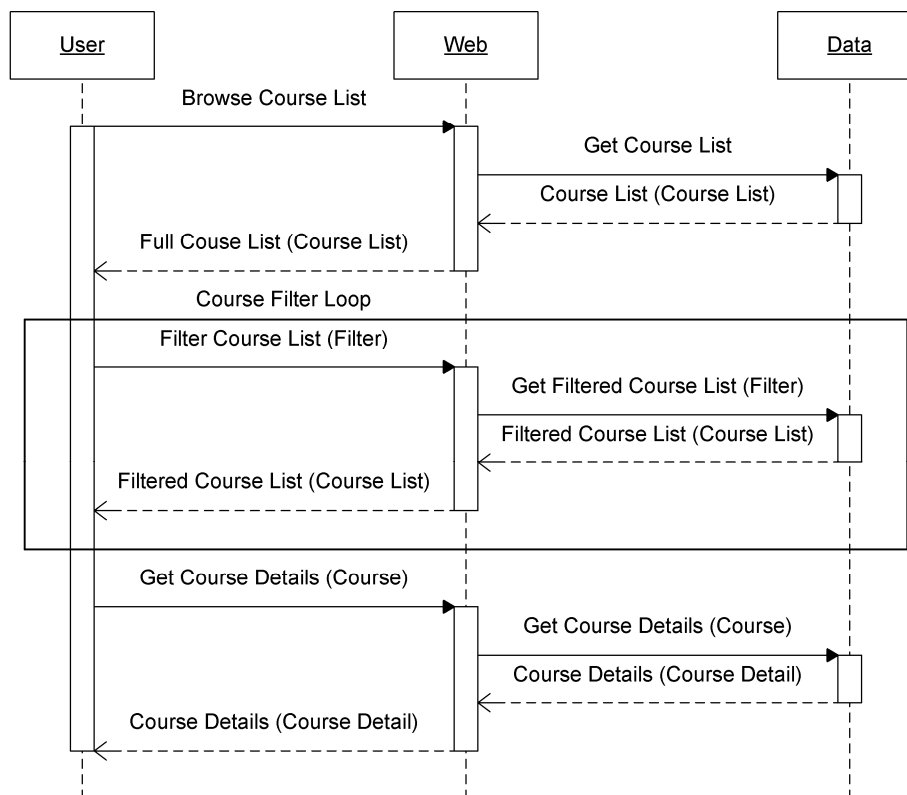 User
Web
Data
Browse Course List
Get Course List
Course List (Course List)
Full Couse List (Course List)
Course Filter Loop
Filter Course List (Filter)
Get Filtered Course List (Filter)
Filtered Course List (Course List)
Filtered Course List (Course List)
Get Course Details (Course)
Get Course Details (Course)
Course Details (Course Detail)
Course Details (Course Detail)